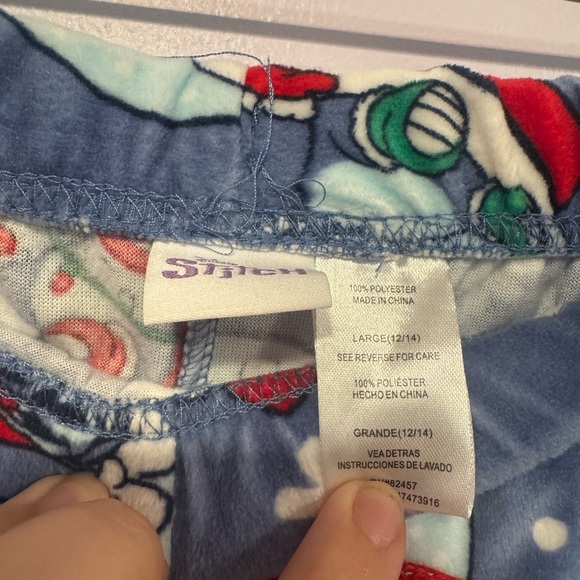 Disney
STITCH
100% POLYESTER
MADE IN CHINA
LARGE(12/14)
SEE REVERSE FOR CARE
100% POLIÉSTER
HECHO EN CHINA
GRANDE(12/14)
VEA DETRAS
INSTRUCCIONES DE LAVADO